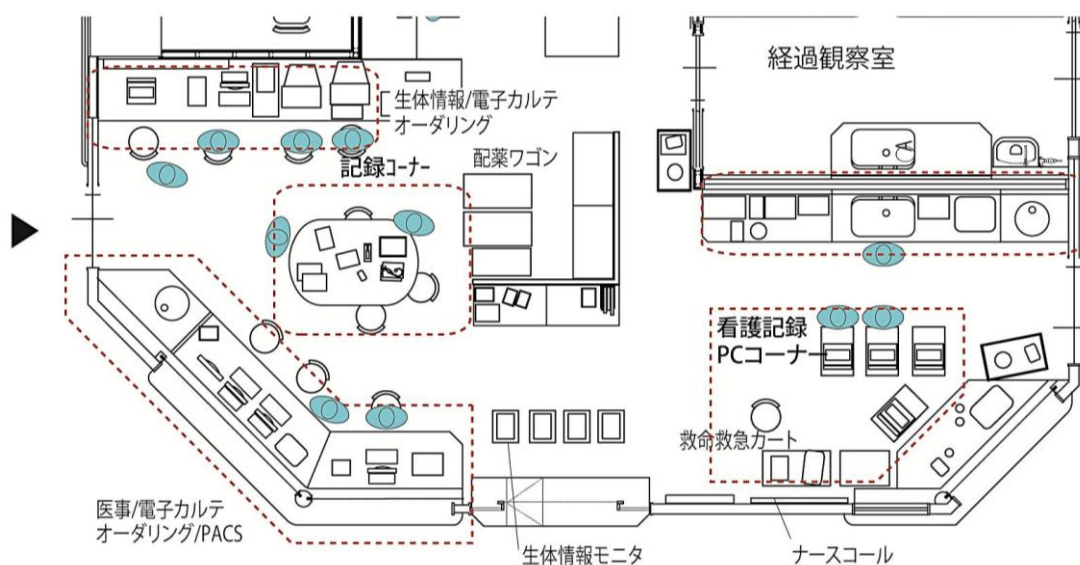 経過観察室
生体情報/電子カルテ
オーダリング
記録コーナー
配薬ワゴン
看護記録
PCコーナー
救命救急カート
医事/電子カルテ
オーダリング/PACS
生体情報モニタ
ナースコール